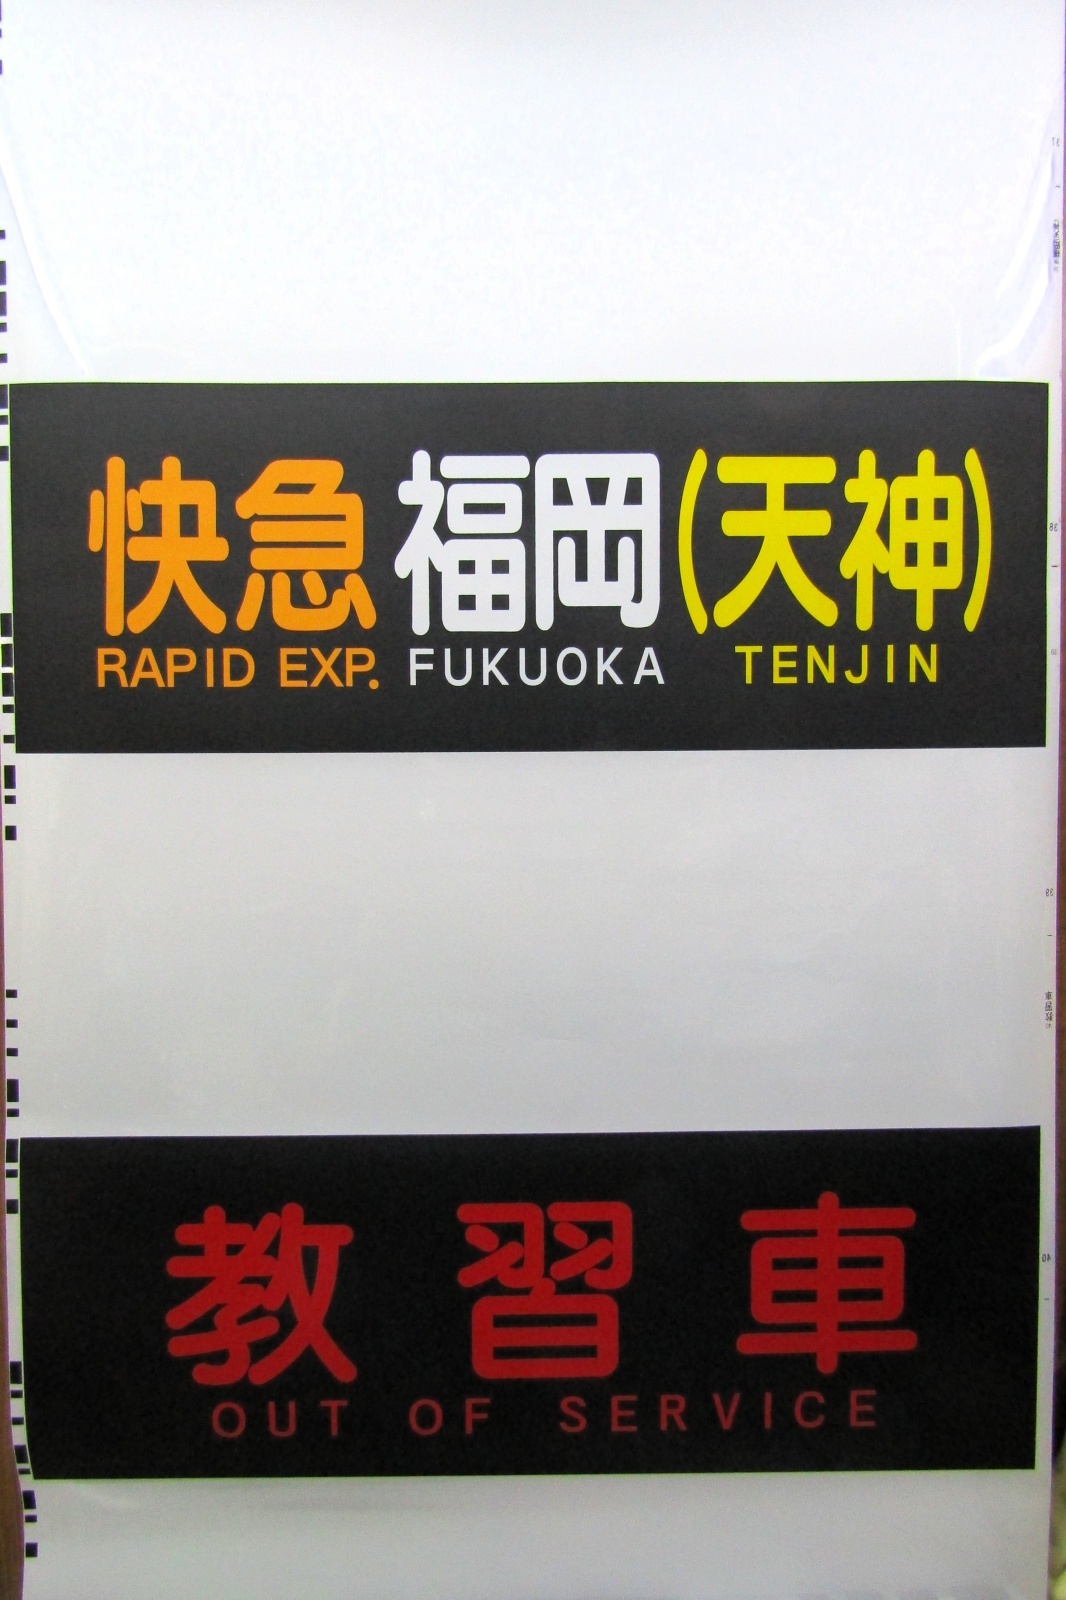 快急 福岡(天神)
RAPID EXP. FUKUOKA TENJIN
教習車
OUT OF SERVICE